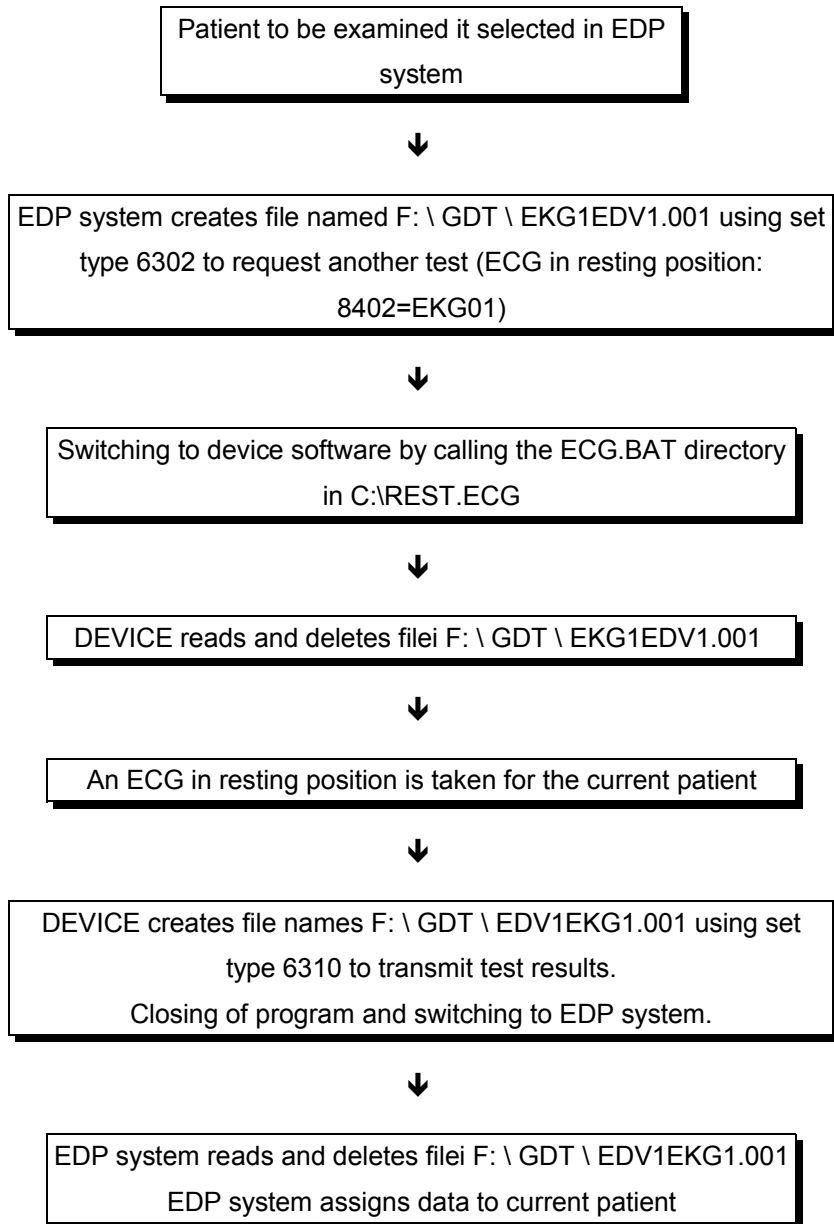 Patient to be examined it selected in EDP
system
EDP system creates file named F: \ GDT \ EKG1EDV1.001 using set
type 6302 to request another test (ECG in resting position:
8402=EKG01)
Switching to device software by calling the ECG.BAT directory
in C:\REST.ECG
DEVICE reads and deletes filei F: \ GDT \ EKG1EDV1.001
An ECG in resting position is taken for the current patient
DEVICE creates file names F: \ GDT \ EDV1EKG1.001 using set
type 6310 to transmit test results.
Closing of program and switching to EDP system.
EDP system reads and deletes filei F: \ GDT \ EDV1EKG1.001
EDP system assigns data to current patient